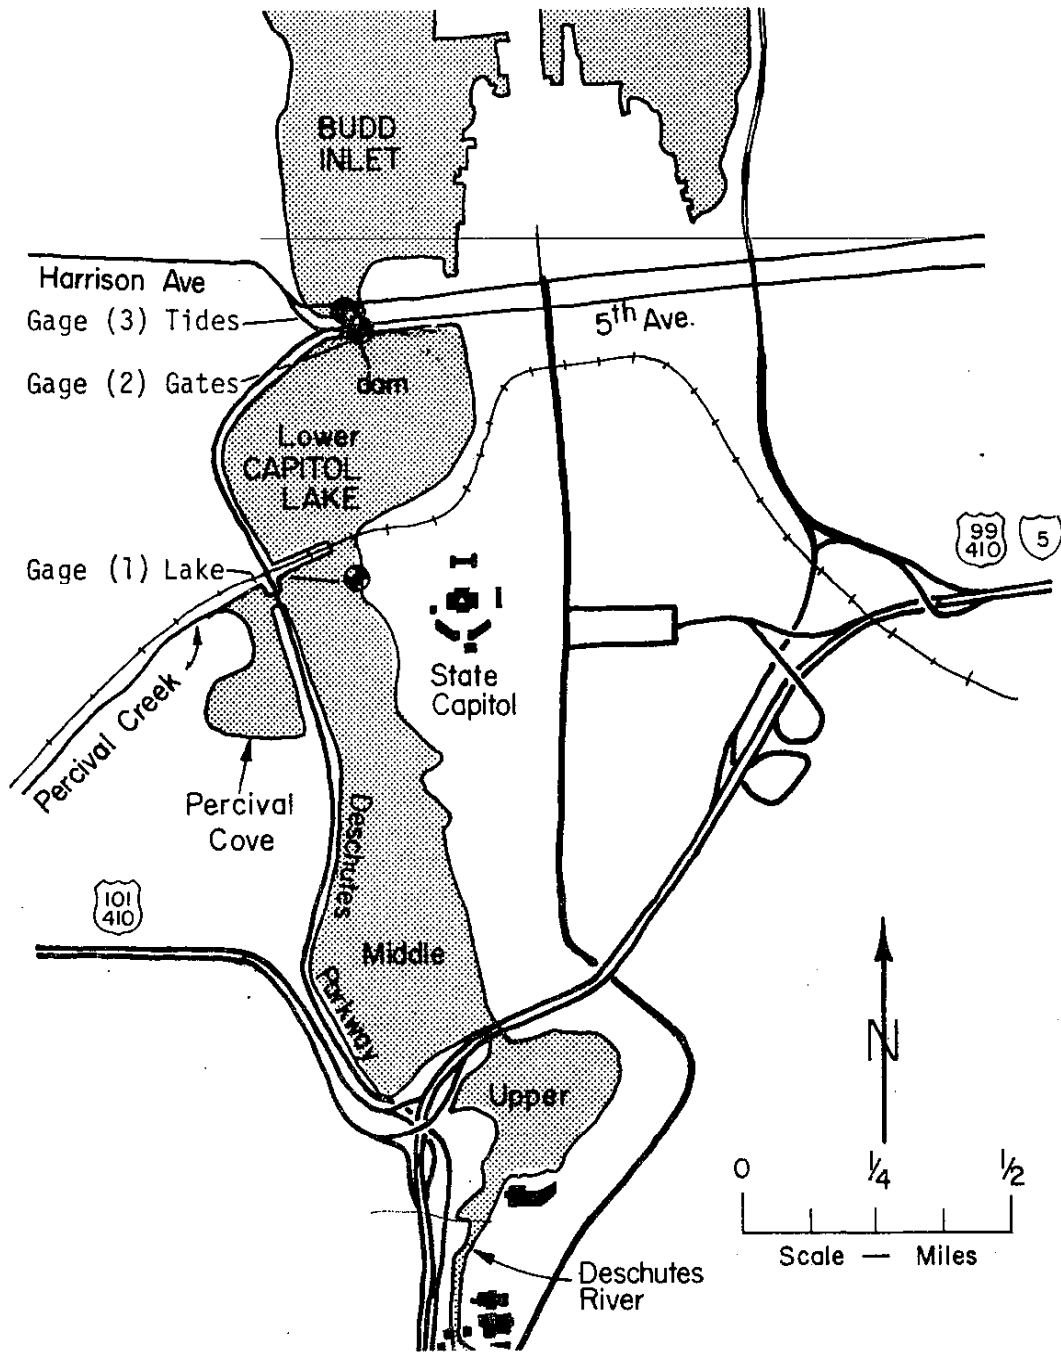 BUDD
INLET
Harrison Ave
Gage (3) Tides
5th Ave.
Gage (2) Gates
dam
Lower
CAPITOL
LAKE
99
410
5
Gage (1) Lake
State
Capitol
Percival Creek
Percival
Cove
Deschutes
101
410
Middle
Parkway
N
Upper
0 1/4 1/2
Scale — Miles
Deschutes
River